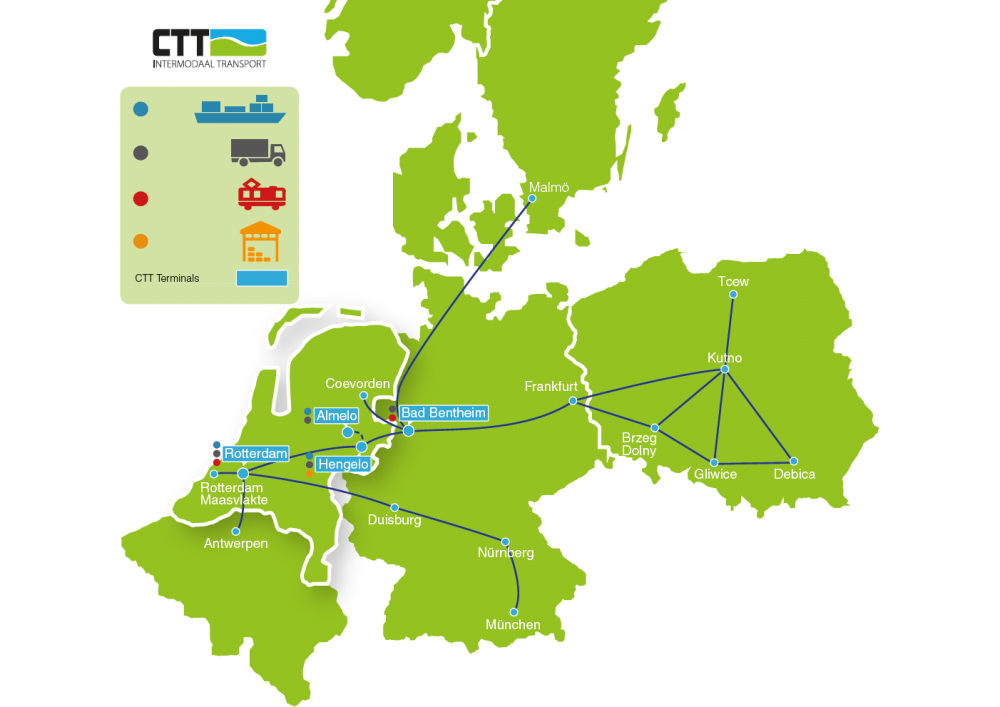 CTT
INTERMODAAL TRANSPORT
CTT Terminals
Malmö
Tcew
Kutno
Frankfurt
Coevorden
Almelo
Bad Bentheim
Brzeg
Dolny
Rotterdam
Hengelo
Gliwice
Debica
Rotterdam
Maasvlakte
Duisburg
Antwerpen
Nürnberg
München